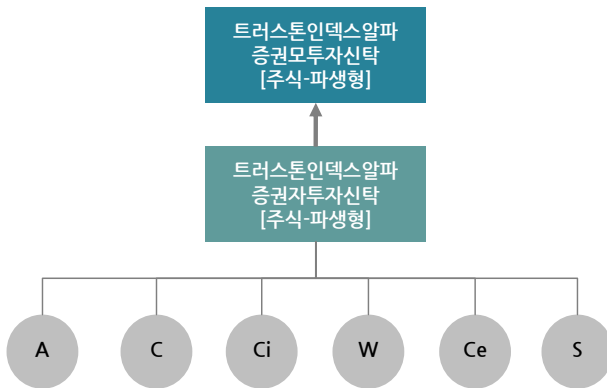 트러스톤인덱스알파
증권모투자신탁
[주식-파생형]
트러스톤인덱스알파
증권자투자신탁
[주식-파생형]
A
C
Ci
W
Ce
S